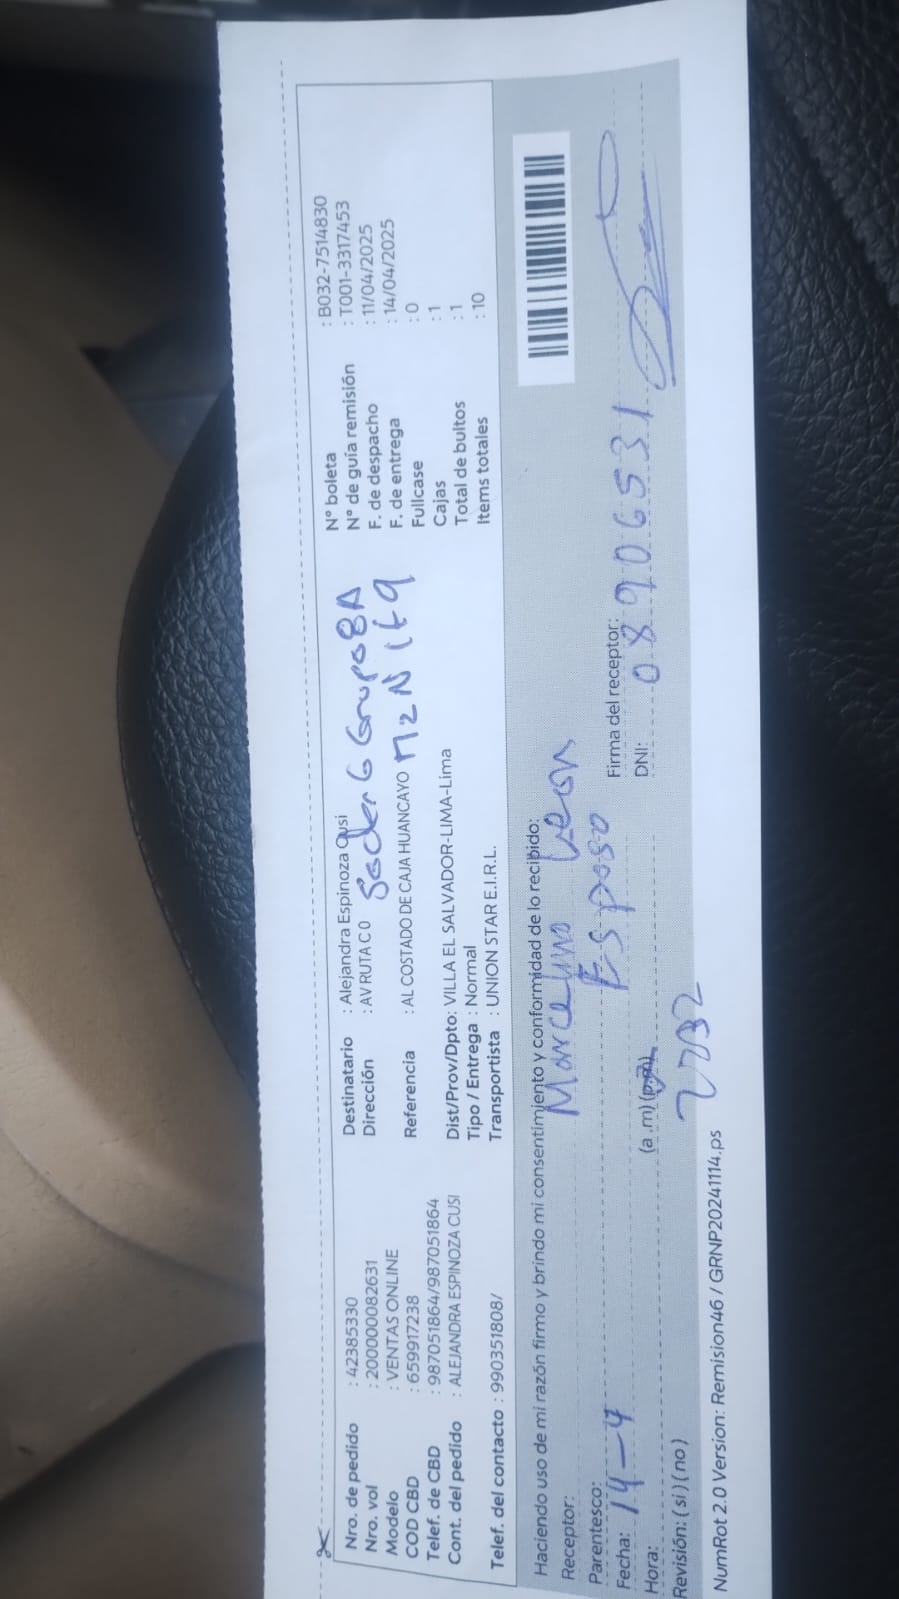 Nro. de pedido : 42385330
Nro. vol : 200000082631
Modelo : VENTAS ONLINE
COD CBD : 659917238
Telef. de CBD : 987051864/987051864
Cont. del pedido : ALEJANDRA ESPINOZA CUSI
Telef. del contacto : 990351808/
Destinatario : Alejandra Espinoza Cusi
Dirección : AV RUTA C 0
Grupo 8A
Referencia : AL COSTADO DE CAJA HUANCAYO
Mz N lt 9
Dist/Prov/Dpto: VILLA EL SALVADOR-LIMA-Lima
Tipo / Entrega : Normal
Transportista : UNION STAR E.I.R.L.
N° boleta : B032-7514830
N° de guía remisión : T001-3317453
F. de despacho : 11/04/2025
F. de entrega : 14/04/2025
Fullcase : 0
Cajas : 1
Total de bultos : 1
Items totales : 10
Haciendo uso de mi razón firmo y brindo mi consentimiento y conformidad de lo recibido:
Receptor: Marcelino Leon
Parentesco: Esposo
Firma del receptor:
Fecha: 14-4
DNI: 08906531
Hora: (a .m) (p.m)
Revisión: ( si ) ( no )
NumRot 2.0 Version: Remision46 / GRNP20241114.ps